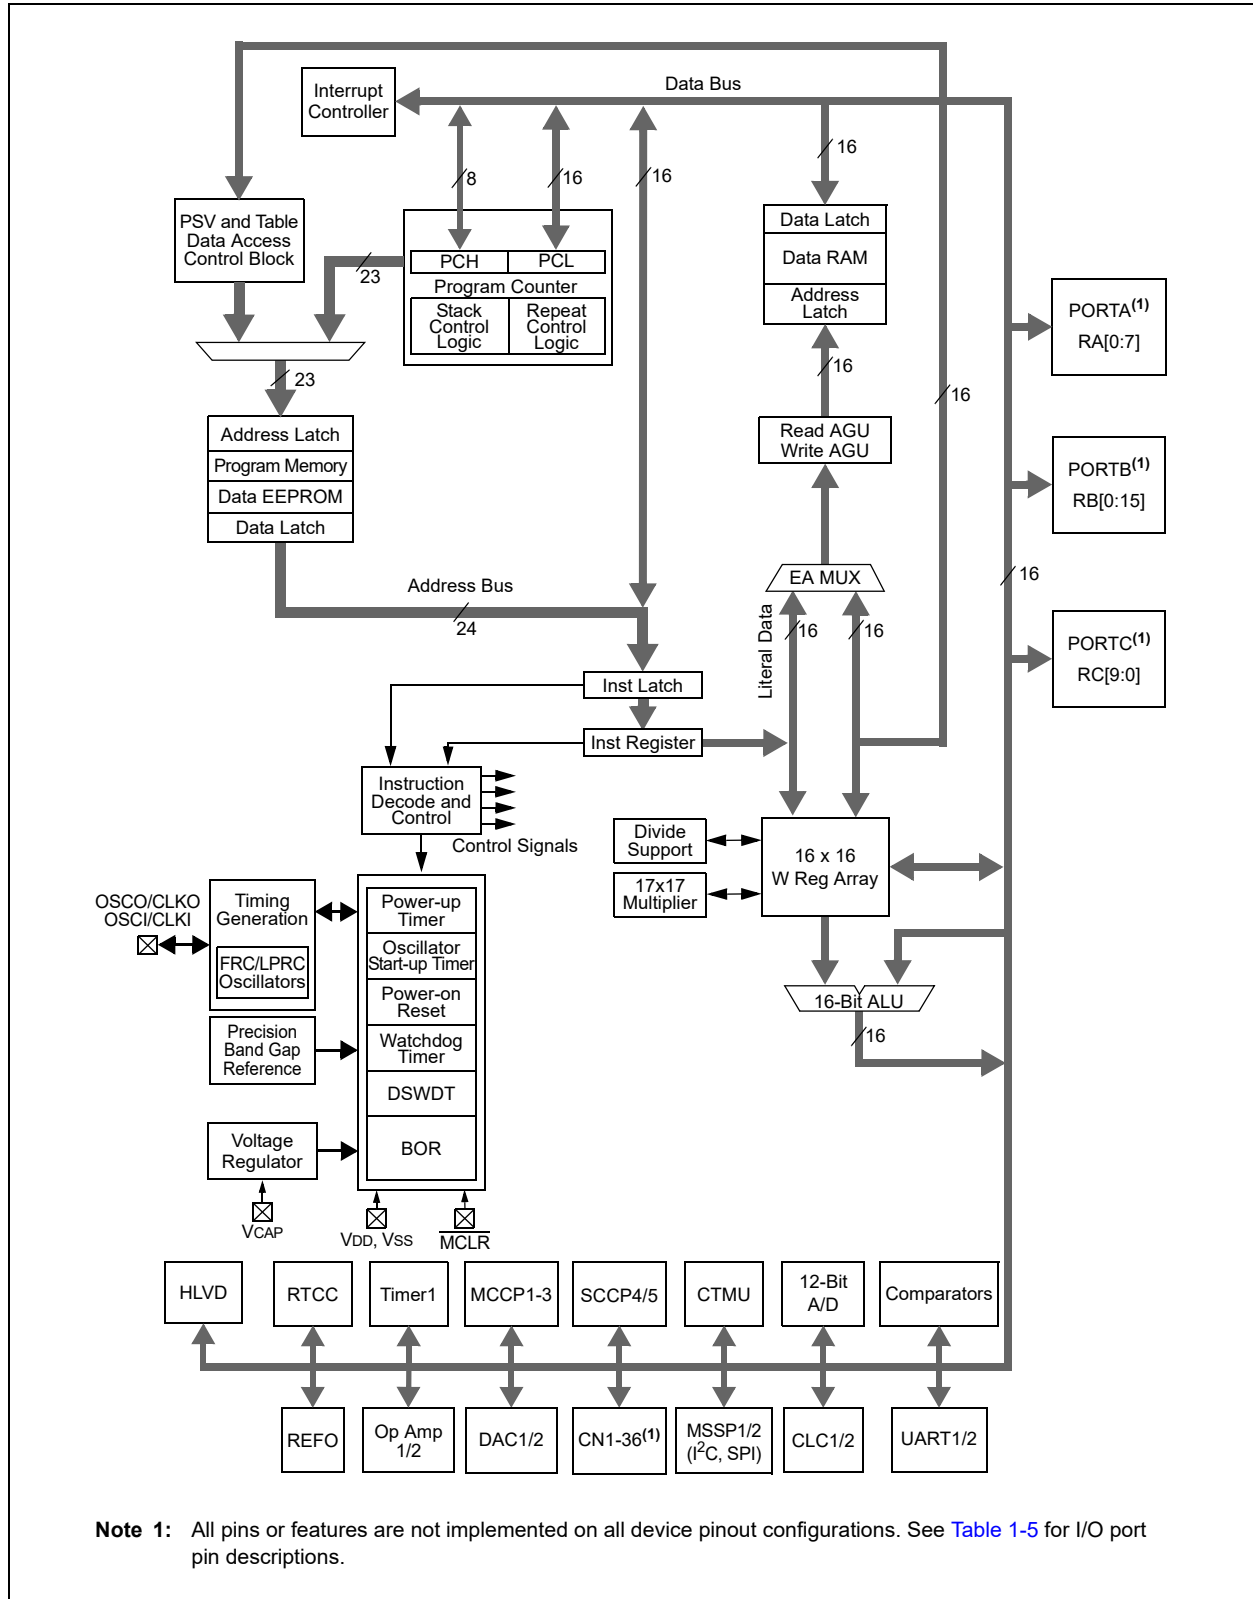 Data Bus
Interrupt
Controller
16
8
16
16
PSV and Table
Data Access
Control Block
Data Latch
Data RAM
Address
Latch
PCH
PCL
23
Program Counter
Stack
Control
Logic
Repeat
Control
Logic
PORTA(1)
RA[0:7]
16
23
16
Address Latch
Program Memory
Data EEPROM
Data Latch
Read AGU
Write AGU
PORTB(1)
RB[0:15]
EA MUX
16
Address Bus
24
Literal Data
16
16
PORTC(1)
RC[9:0]
Inst Latch
Inst Register
Instruction
Decode and
Control
Control Signals
Divide
Support
16 x 16
W Reg Array
17x17
Multiplier
OSCO/CLKO
OSCI/CLKI
Timing
Generation
FRC/LPRC
Oscillators
Power-up
Timer
Oscillator
Start-up Timer
Power-on
Reset
Watchdog
Timer
DSWDT
BOR
16-Bit ALU
16
Precision
Band Gap
Reference
Voltage
Regulator
VCAP
VDD, VSS
MCLR
HLVD
RTCC
Timer1
MCCP1-3
SCCP4/5
CTMU
12-Bit
A/D
Comparators
REFO
Op Amp
1/2
DAC1/2
CN1-36(1)
MSSP1/2
(I2C, SPI)
CLC1/2
UART1/2
Note 1: All pins or features are not implemented on all device pinout configurations. See Table 1-5 for I/O port
pin descriptions.